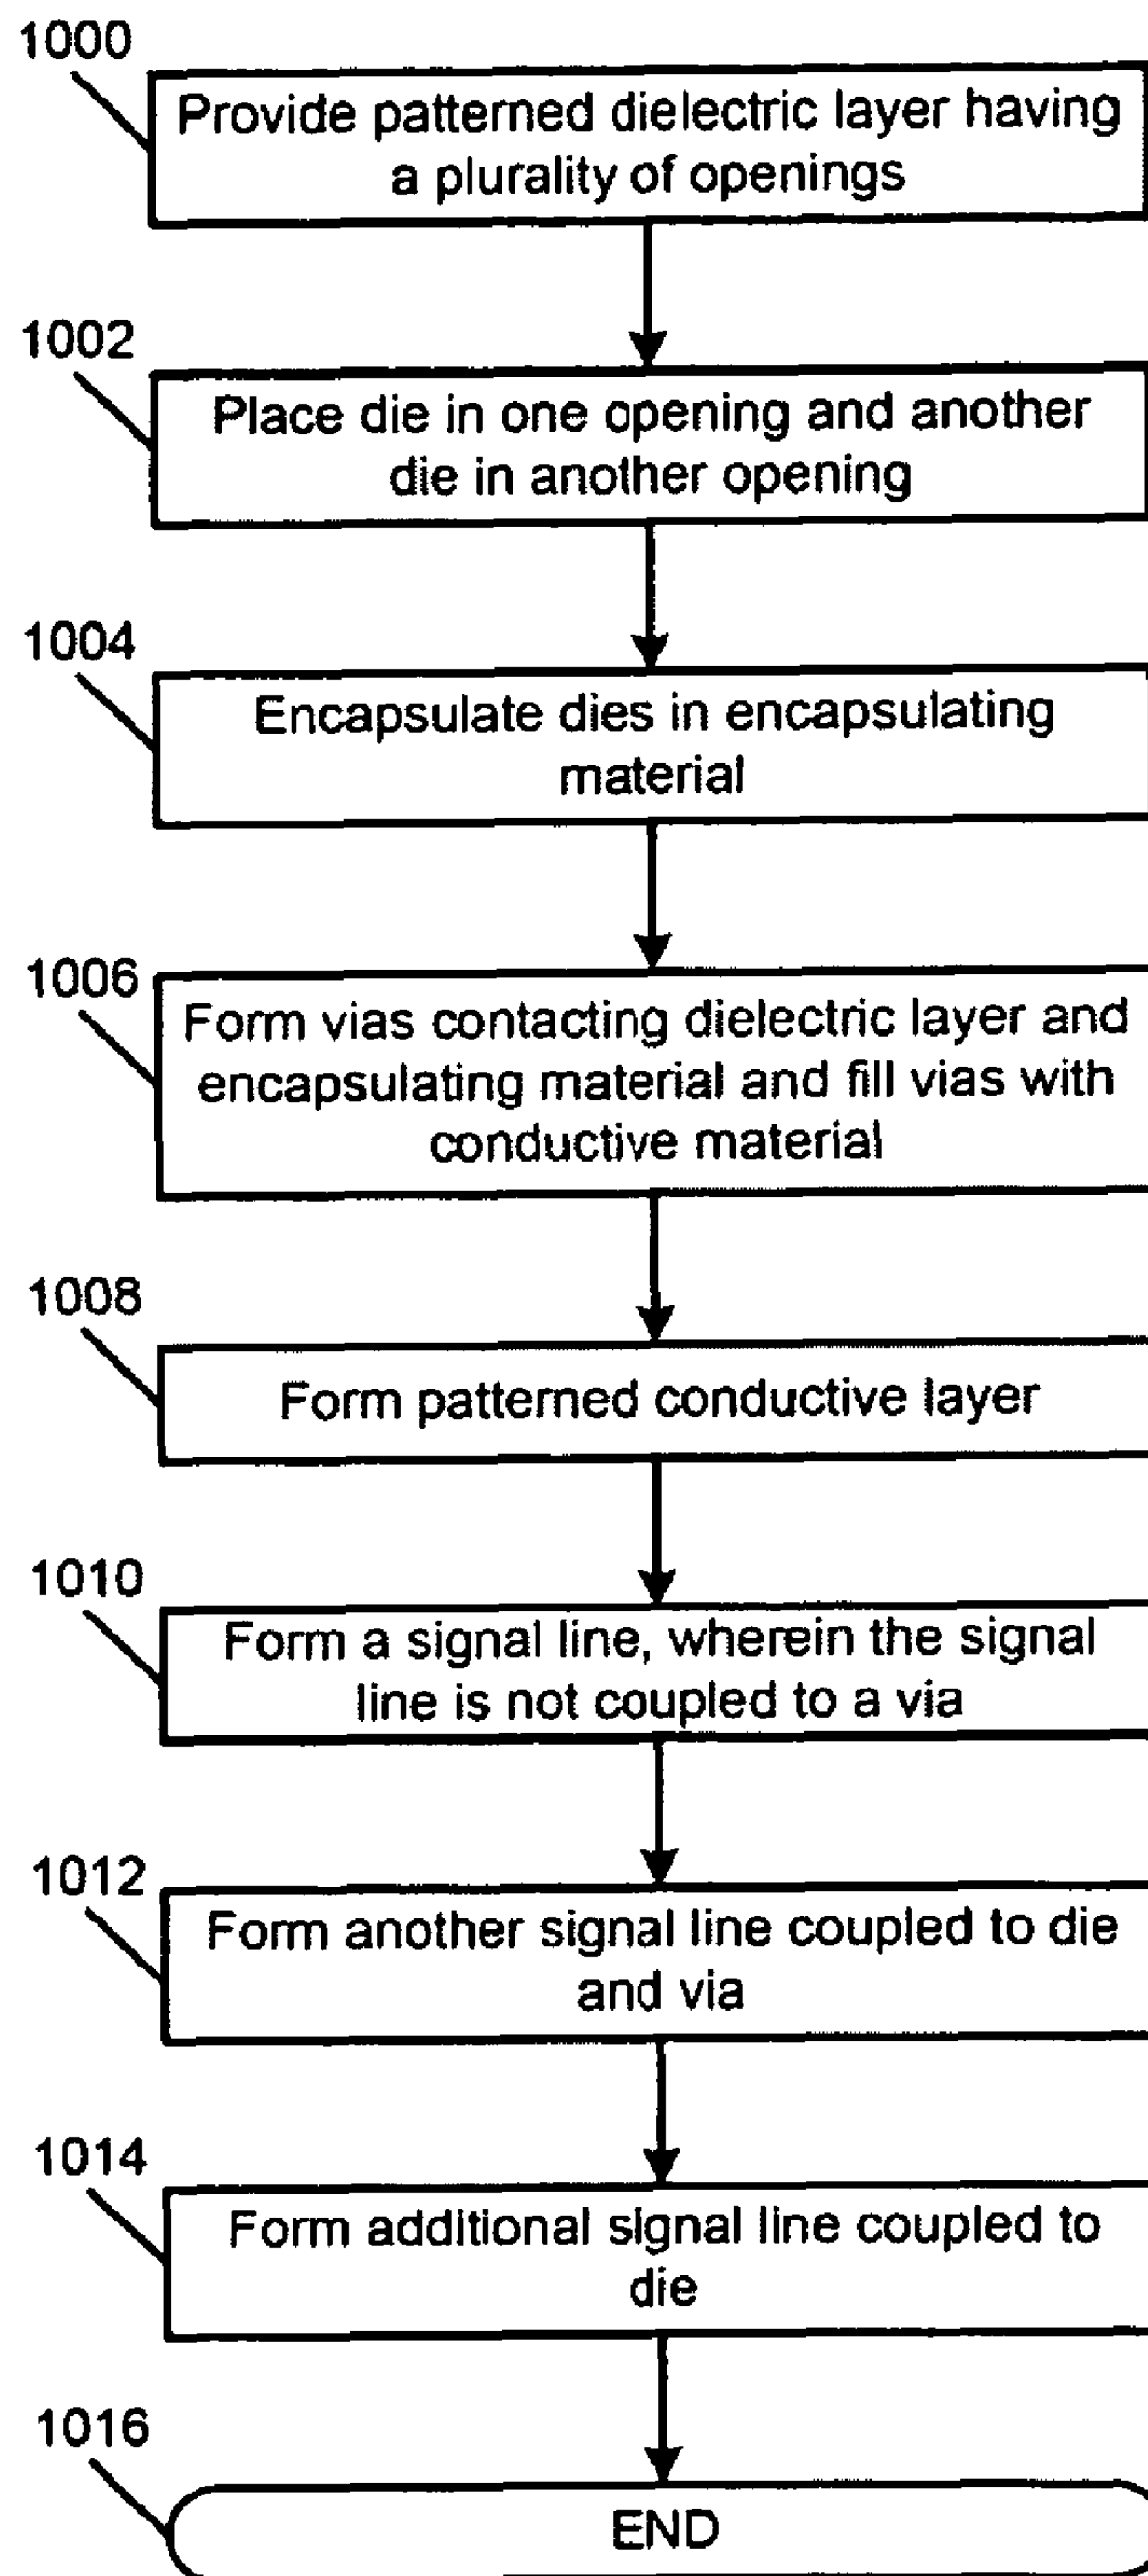 1000
Provide patterned dielectric layer having
a plurality of openings
1002
Place die in one opening and another
die in another opening
1004
Encapsulate dies in encapsulating
material
1006
Form vias contacting dielectric layer and
encapsulating material and fill vias with
conductive material
1008
Form patterned conductive layer
1010
Form a signal line, wherein the signal
line is not coupled to a via
1012
Form another signal line coupled to die
and via
1014
Form additional signal line coupled to
die
1016
END